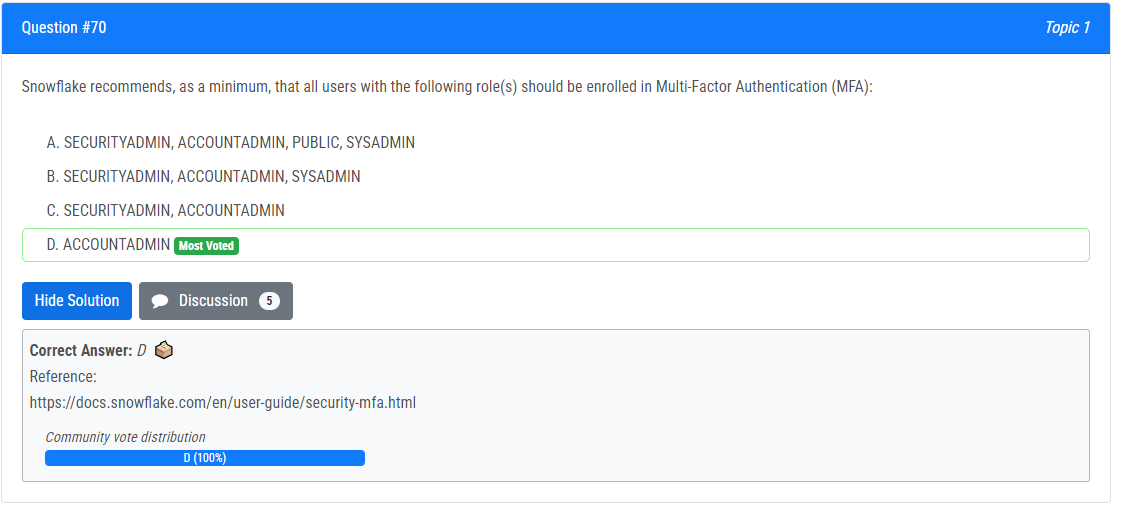 Question #70
Topic 1
Snowflake recommends, as a minimum, that all users with the following role(s) should be enrolled in Multi-Factor Authentication (MFA):
A. SECURITYADMIN, ACCOUNTADMIN, PUBLIC, SYSADMIN
B. SECURITYADMIN, ACCOUNTADMIN, SYSADMIN
C. SECURITYADMIN, ACCOUNTADMIN
D. ACCOUNTADMIN Most Voted
Hide Solution Discussion 5
Correct Answer: D
Reference:
https://docs.snowflake.com/en/user-guide/security-mfa.html
Community vote distribution
D (100%)